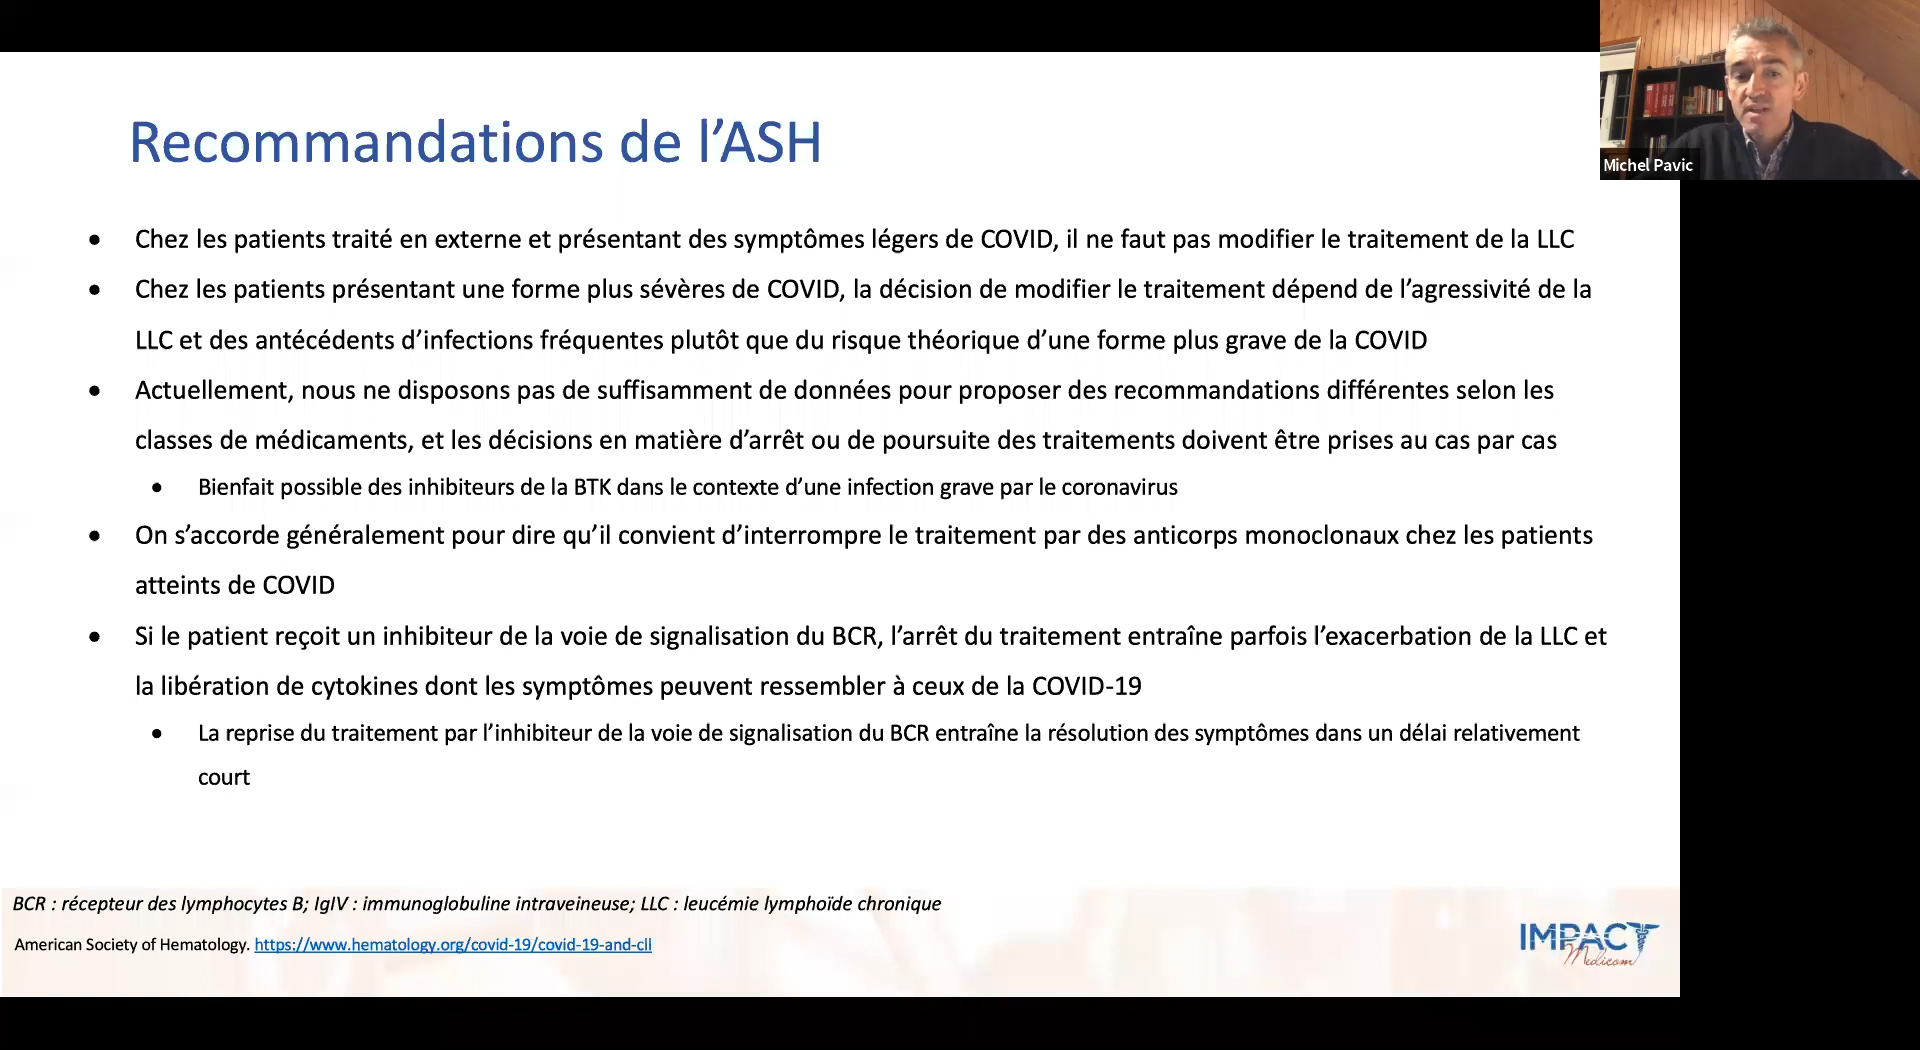 Recommandations de l’ASH
Michel Pavic
• Chez les patients traité en externe et présentant des symptômes légers de COVID, il ne faut pas modifier le traitement de la LLC
• Chez les patients présentant une forme plus sévères de COVID, la décision de modifier le traitement dépend de l’agressivité de la
LLC et des antécédents d’infections fréquentes plutôt que du risque théorique d’une forme plus grave de la COVID
• Actuellement, nous ne disposons pas de suffisamment de données pour proposer des recommandations différentes selon les
classes de médicaments, et les décisions en matière d’arrêt ou de poursuite des traitements doivent être prises au cas par cas
• Bienfait possible des inhibiteurs de la BTK dans le contexte d’une infection grave par le coronavirus
• On s’accorde généralement pour dire qu’il convient d’interrompre le traitement par des anticorps monoclonaux chez les patients
atteints de COVID
• Si le patient reçoit un inhibiteur de la voie de signalisation du BCR, l’arrêt du traitement entraîne parfois l’exacerbation de la LLC et
la libération de cytokines dont les symptômes peuvent ressembler à ceux de la COVID-19
• La reprise du traitement par l’inhibiteur de la voie de signalisation du BCR entraîne la résolution des symptômes dans un délai relativement
court
BCR : récepteur des lymphocytes B; IgIV : immunoglobuline intraveineuse; LLC : leucémie lymphoïde chronique
American Society of Hematology. https://www.hematology.org/covid-19/covid-19-and-cll
IMPACT
Medicom